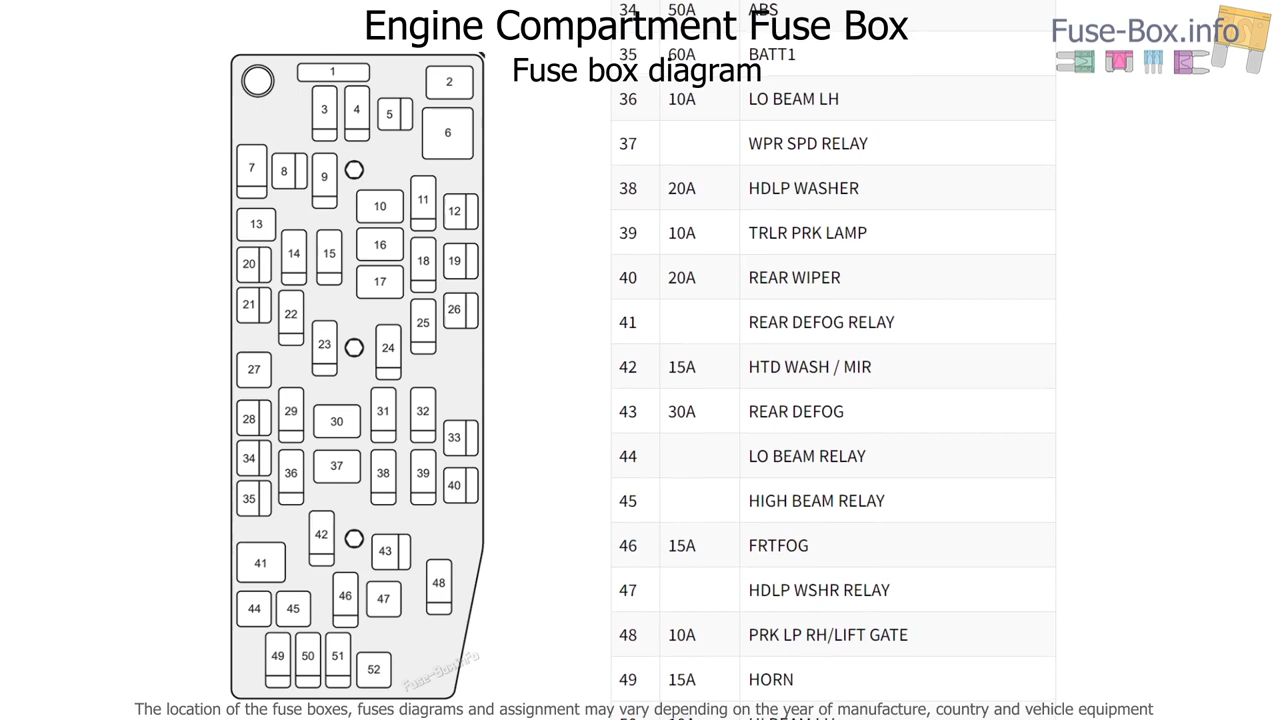 Engine Compartment Fuse Box
Fuse box diagram
Fuse-Box.info
34 50A ABS
35 60A BATT1
36 10A LO BEAM LH
37 WPR SPD RELAY
38 20A HDLP WASHER
39 10A TRLR PRK LAMP
40 20A REAR WIPER
41 REAR DEFOG RELAY
42 15A HTD WASH / MIR
43 30A REAR DEFOG
44 LO BEAM RELAY
45 HIGH BEAM RELAY
46 15A FRTFOG
47 HDLP WSHR RELAY
48 10A PRK LP RH/LIFT GATE
49 15A HORN
1
2
3 4 5
6
7 8 9
10 11 12
13
14 15 16
17 18 19
20
21 22
23 24 25 26
27
28 29 30 31 32
33
34 35 36 37 38 39 40
41 42 43
44 45 46 47 48
49 50 51 52
Fuse-Box.info
The location of the fuse boxes, fuses diagrams and assignment may vary depending on the year of manufacture, country and vehicle equipment